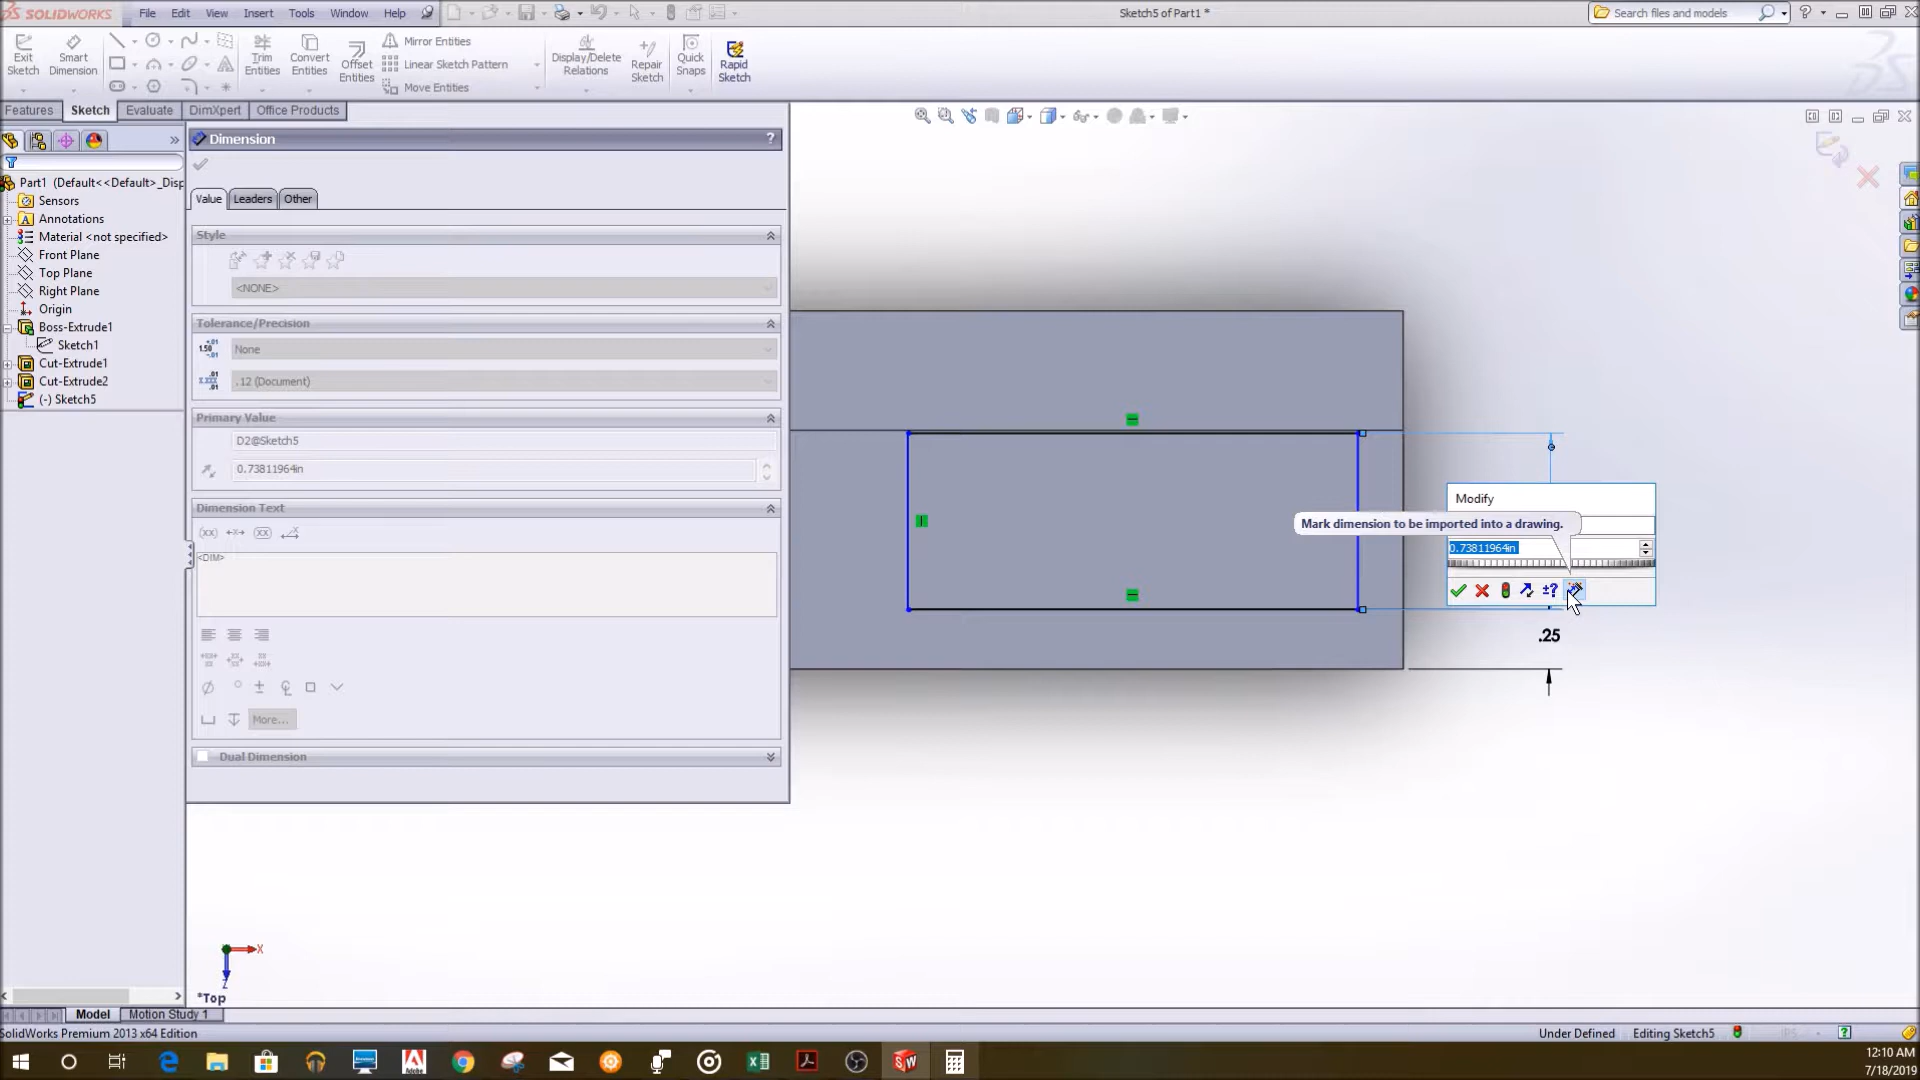 SOLIDWORKS
File Edit View Insert Tools Window Help
Sketch5 of Part1 *
Search files and models
Exit Sketch
Smart Dimension
Trim Entities
Convert Entities
Offset Entities
Mirror Entities
Linear Sketch Pattern
Move Entities
Display/Delete Relations
Repair Sketch
Quick Snaps
Rapid Sketch
Features Sketch Evaluate DimXpert Office Products
Dimension ?
Part1 (Default<<Default>_Disp
Sensors
Annotations
Material <not specified>
Front Plane
Top Plane
Right Plane
Origin
Boss-Extrude1
Sketch1
Cut-Extrude1
Cut-Extrude2
(-) Sketch5
Value Leaders Other
Style
<NONE>
Tolerance/Precision
None
.12 (Document)
Primary Value
D2@Sketch5
0.73811964in
Dimension Text
<DIM>
More...
Dual Dimension
Modify
Mark dimension to be imported into a drawing.
0.73811964in
.25
X
Z
*Top
Model Motion Study 1
SolidWorks Premium 2013 x64 Edition
Under Defined Editing Sketch5
12:10 AM
7/18/2019